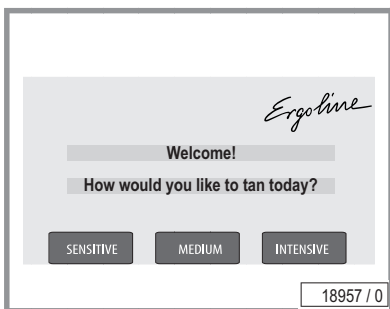 Ergoline
Welcome!
How would you like to tan today?
SENSITIVE MEDIUM INTENSIVE
18957 / 0